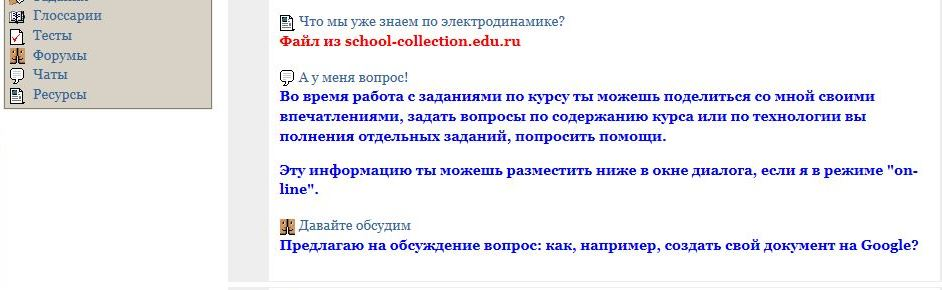 Глоссарии
Тесты
Форумы
Чаты
Ресурсы
Что мы уже знаем по электродинамике?
Файл из school-collection.edu.ru
А у меня вопрос!
Во время работа с заданиями по курсу ты можешь поделиться со мной своими
впечатлениями, задать вопросы по содержанию курса или по технологии вы
полнения отдельных заданий, попросить помощи.
Эту информацию ты можешь разместить ниже в окне диалога, если я в режиме "on-
line".
Давайте обсудим
Предлагаю на обсуждение вопрос: как, например, создать свой документ на Google?